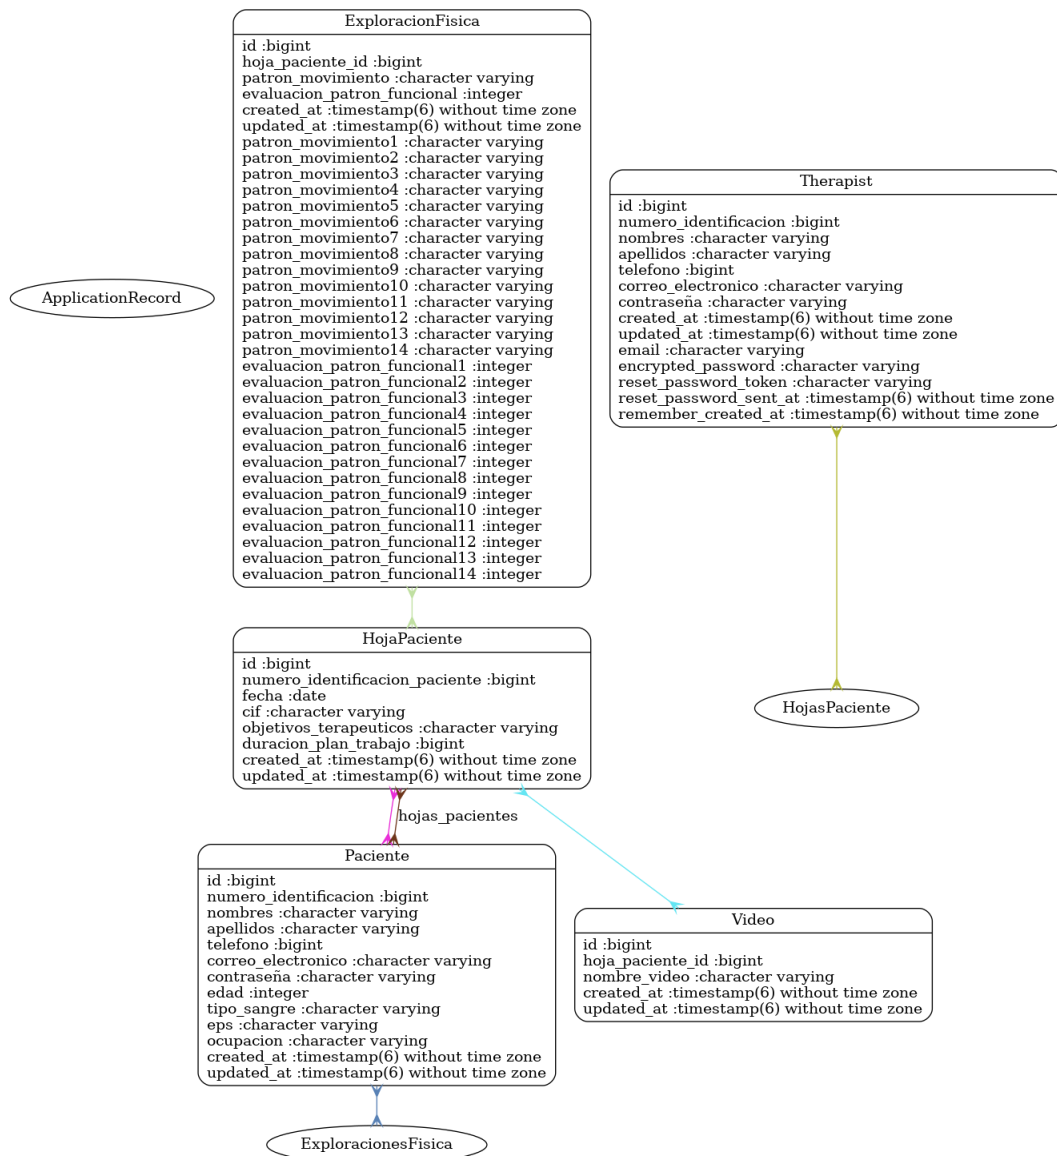 ExploracionFisica
id :bigint
hoja_paciente_id :bigint
patron_movimiento :character varying
evaluacion_patron_funcional :integer
created_at :timestamp(6) without time zone
updated_at :timestamp(6) without time zone
patron_movimiento1 :character varying
patron_movimiento2 :character varying
patron_movimiento3 :character varying
patron_movimiento4 :character varying
patron_movimiento5 :character varying
patron_movimiento6 :character varying
patron_movimiento7 :character varying
patron_movimiento8 :character varying
patron_movimiento9 :character varying
patron_movimiento10 :character varying
patron_movimiento11 :character varying
patron_movimiento12 :character varying
patron_movimiento13 :character varying
patron_movimiento14 :character varying
evaluacion_patron_funcional1 :integer
evaluacion_patron_funcional2 :integer
evaluacion_patron_funcional3 :integer
evaluacion_patron_funcional4 :integer
evaluacion_patron_funcional5 :integer
evaluacion_patron_funcional6 :integer
evaluacion_patron_funcional7 :integer
evaluacion_patron_funcional8 :integer
evaluacion_patron_funcional9 :integer
evaluacion_patron_funcional10 :integer
evaluacion_patron_funcional11 :integer
evaluacion_patron_funcional12 :integer
evaluacion_patron_funcional13 :integer
evaluacion_patron_funcional14 :integer
Therapist
id :bigint
numero_identificacion :bigint
nombres :character varying
apellidos :character varying
telefono :bigint
correo_electronico :character varying
contraseña :character varying
created_at :timestamp(6) without time zone
updated_at :timestamp(6) without time zone
email :character varying
encrypted_password :character varying
reset_password_token :character varying
reset_password_sent_at :timestamp(6) without time zone
remember_created_at :timestamp(6) without time zone
ApplicationRecord
HojaPaciente
id :bigint
numero_identificacion_paciente :bigint
fecha :date
cif :character varying
objetivos_terapeuticos :character varying
duracion_plan_trabajo :bigint
created_at :timestamp(6) without time zone
updated_at :timestamp(6) without time zone
HojasPaciente
hojas_pacientes
Paciente
id :bigint
numero_identificacion :bigint
nombres :character varying
apellidos :character varying
telefono :bigint
correo_electronico :character varying
contraseña :character varying
edad :integer
tipo_sangre :character varying
eps :character varying
ocupacion :character varying
created_at :timestamp(6) without time zone
updated_at :timestamp(6) without time zone
Video
id :bigint
hoja_paciente_id :bigint
nombre_video :character varying
created_at :timestamp(6) without time zone
updated_at :timestamp(6) without time zone
ExploracionesFisica